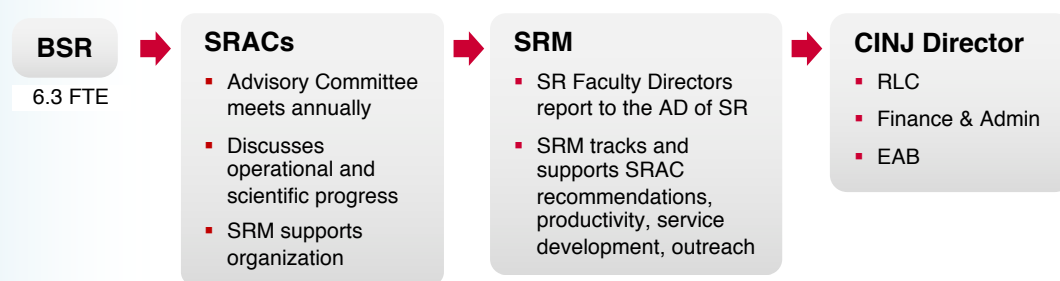 BSR
6.3 FTE
SRACs
▪ Advisory Committee
meets annually
▪ Discusses
operational and
scientific progress
▪ SRM supports
organization
SRM
▪ SR Faculty Directors
report to the AD of SR
▪ SRM tracks and
supports SRAC
recommendations,
productivity, service
development, outreach
CINJ Director
▪ RLC
▪ Finance & Admin
▪ EAB